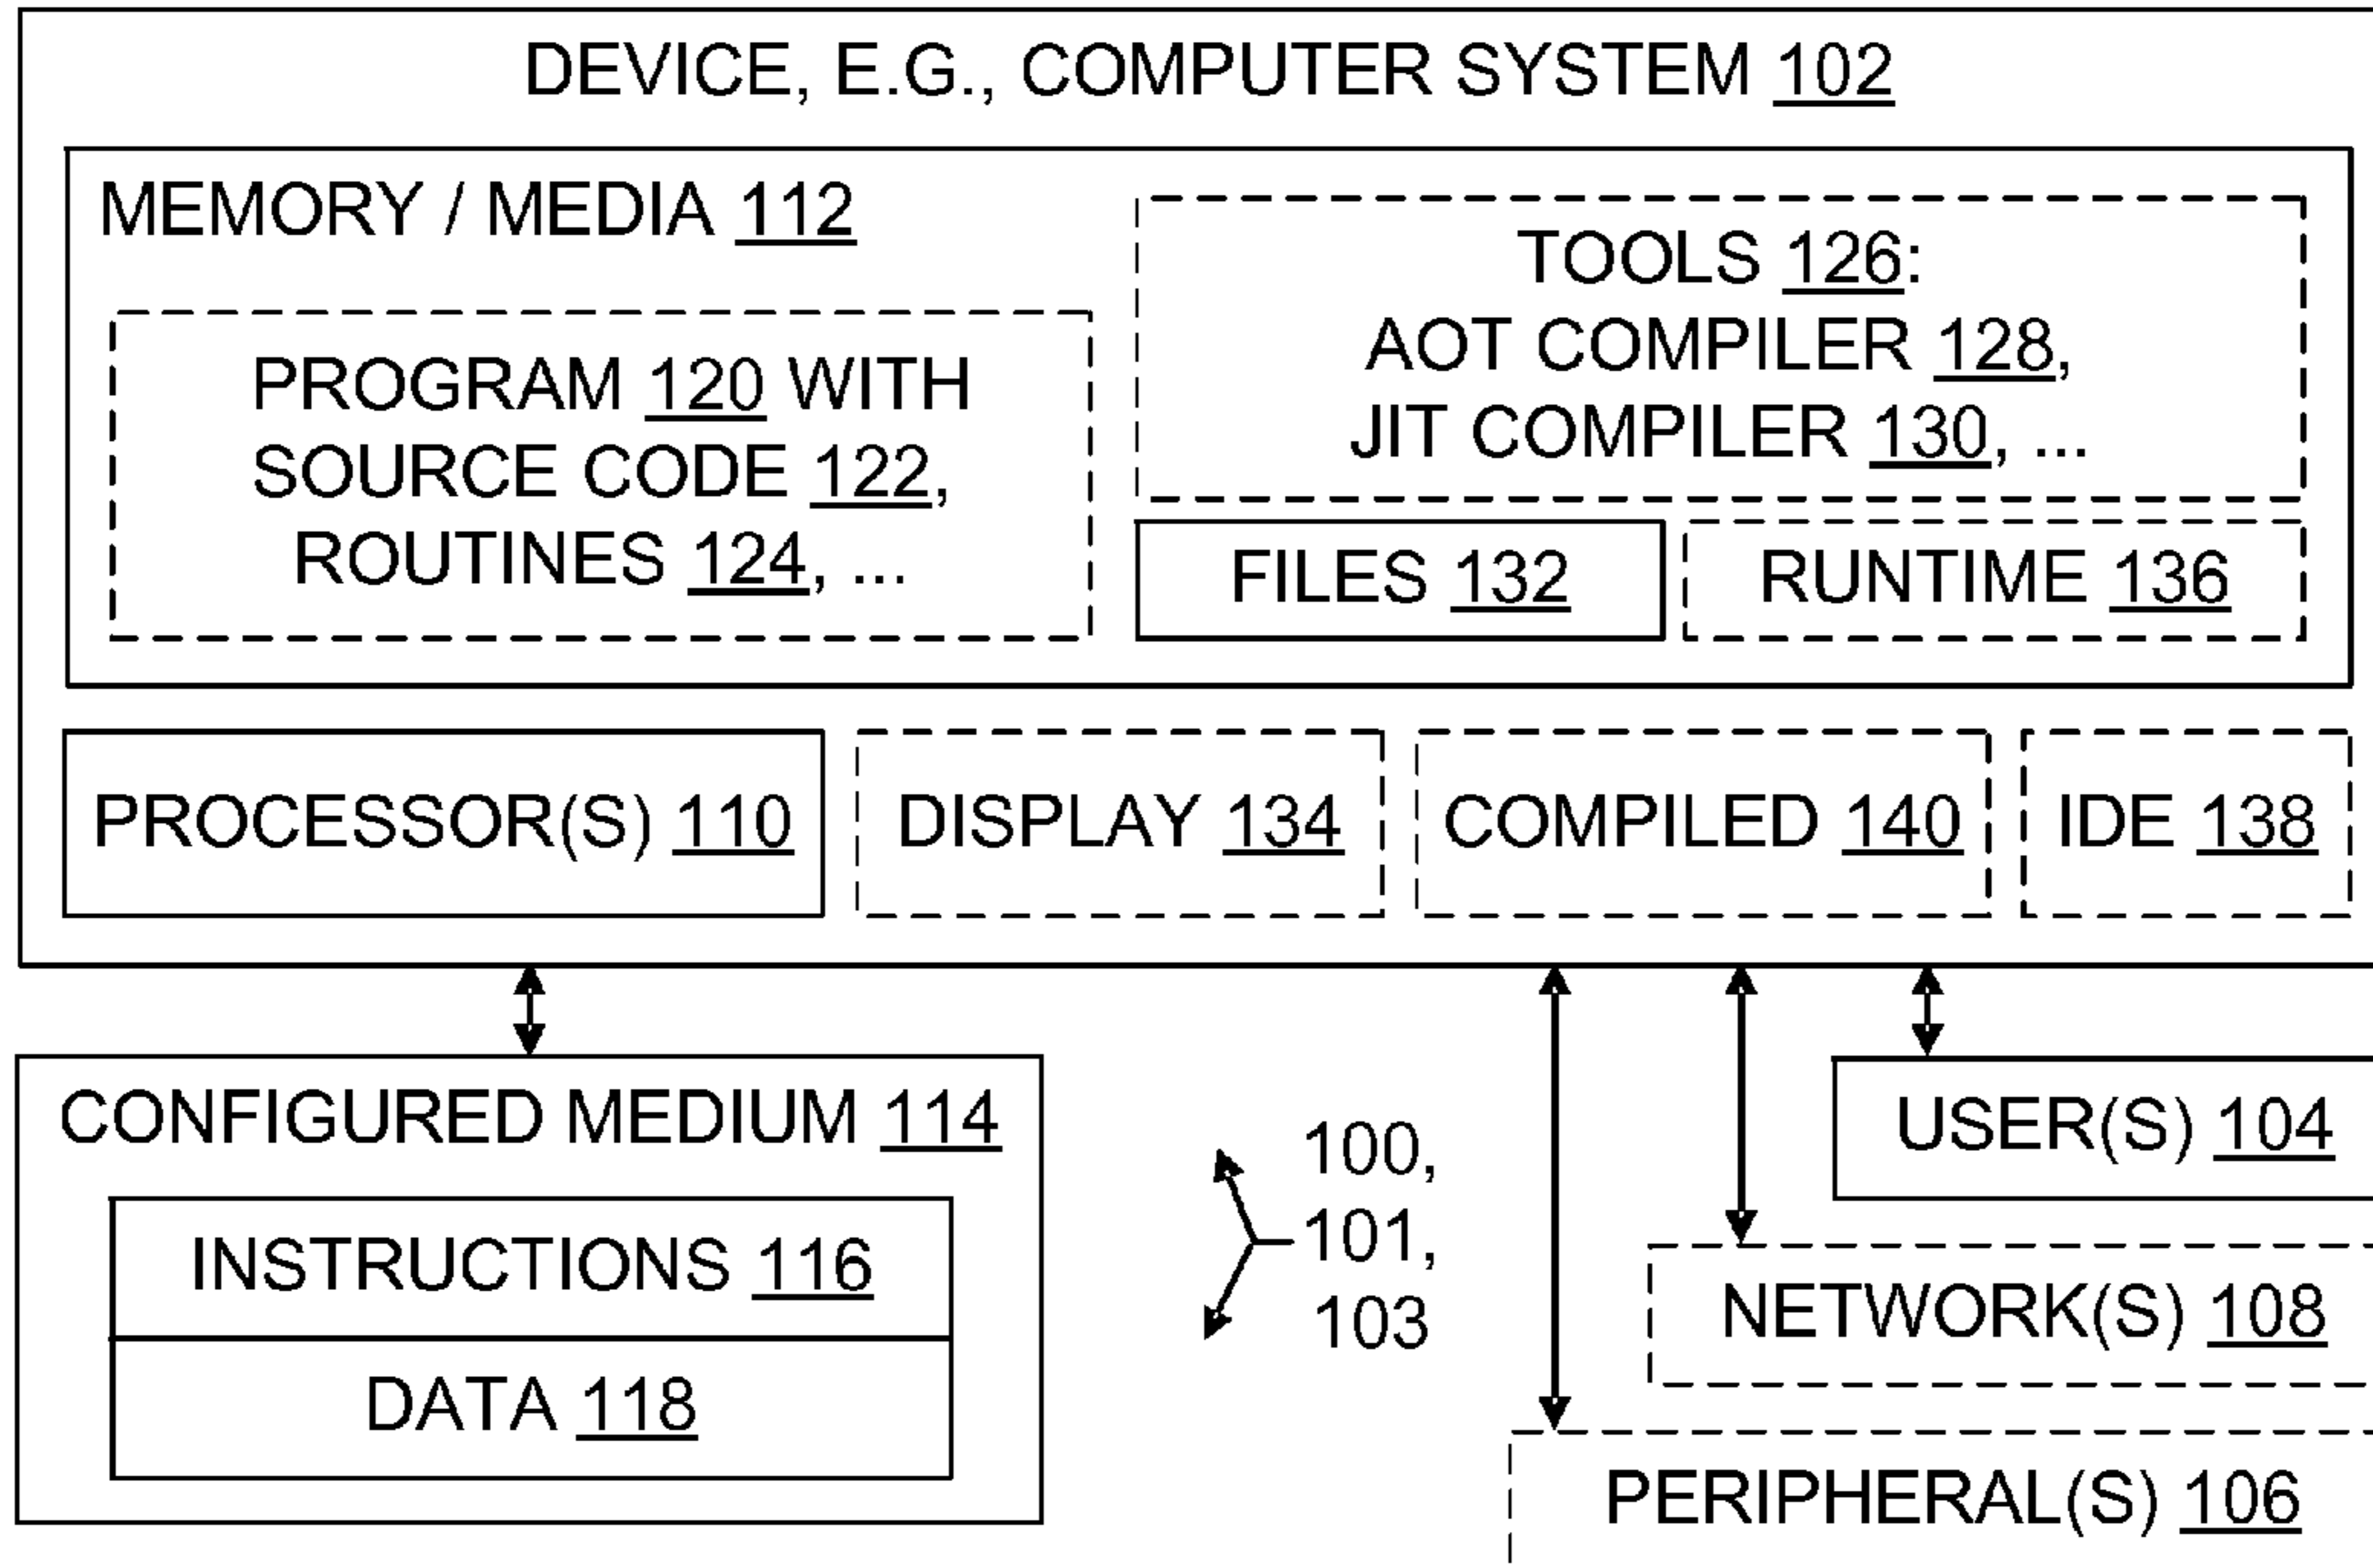 DEVICE, E.G., COMPUTER SYSTEM 102
MEMORY / MEDIA 112
PROGRAM 120 WITH
SOURCE CODE 122,
ROUTINES 124, ...
TOOLS 126:
AOT COMPILER 128,
JIT COMPILER 130, ...
FILES 132
RUNTIME 136
PROCESSOR(S) 110
DISPLAY 134
COMPILED 140
IDE 138
CONFIGURED MEDIUM 114
INSTRUCTIONS 116
DATA 118
100,
101,
103
USER(S) 104
NETWORK(S) 108
PERIPHERAL(S) 106